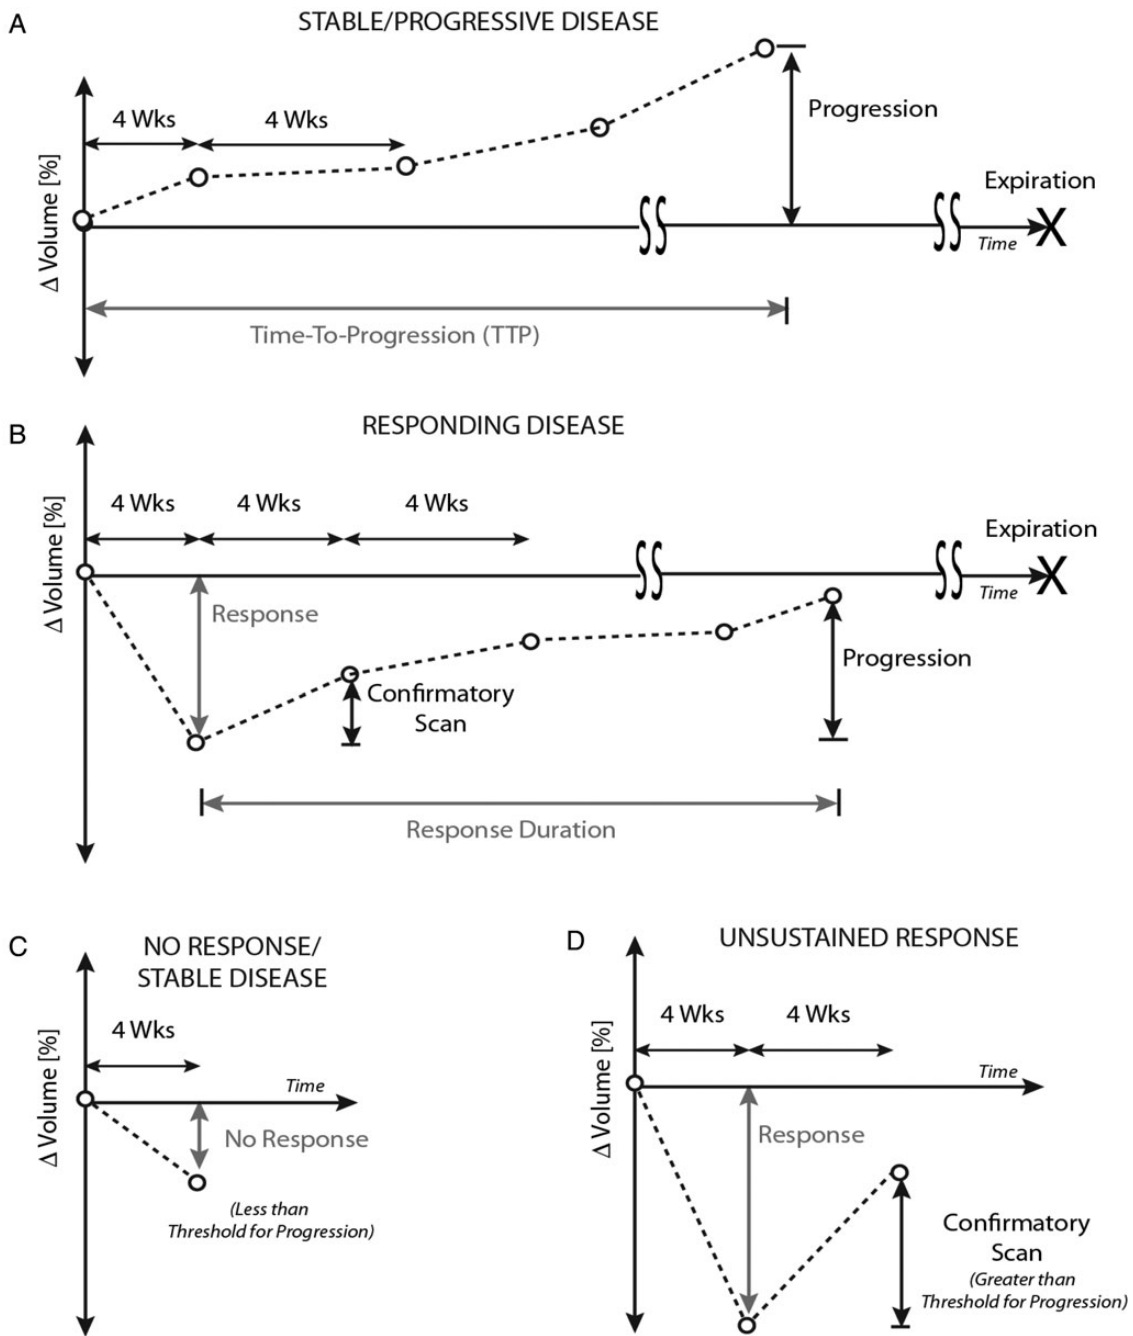 A
STABLE/PROGRESSIVE DISEASE
4 Wks
4 Wks
Progression
Expiration
X
Δ Volume [%]
Time
Time-To-Progression (TTP)
B
RESPONDING DISEASE
4 Wks
4 Wks
4 Wks
Expiration
X
Δ Volume [%]
Time
Response
Progression
Confirmatory
Scan
Response Duration
C
NO RESPONSE/
STABLE DISEASE
4 Wks
Time
Δ Volume [%]
No Response
(Less than
Threshold for Progression)
D
UNSUSTAINED RESPONSE
4 Wks
4 Wks
Time
Δ Volume [%]
Response
Confirmatory
Scan
(Greater than
Threshold for Progression)